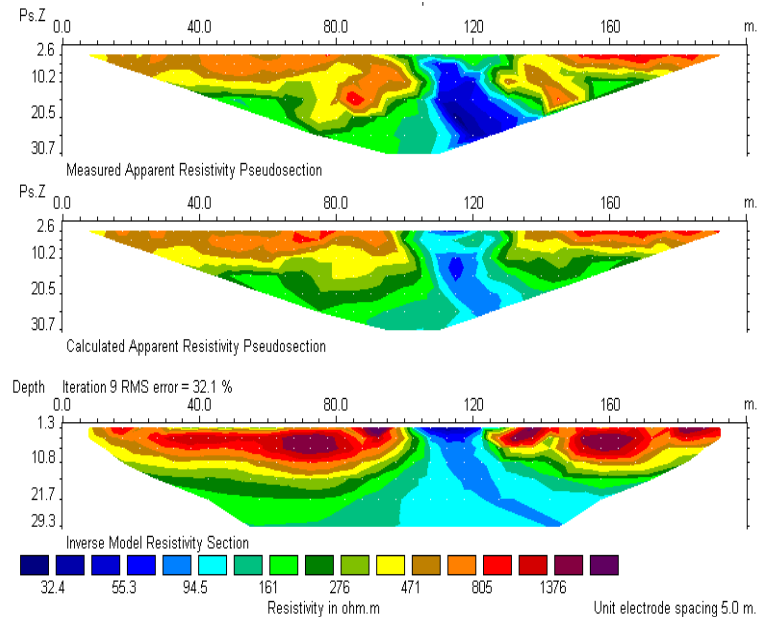 Ps.Z 0.0 40.0 80.0 120 160 m.
2.6
10.2
20.5
30.7
Measured Apparent Resistivity Pseudosection
Ps.Z 0.0 40.0 80.0 120 160 m.
2.6
10.2
20.5
30.7
Calculated Apparent Resistivity Pseudosection
Depth Iteration 9 RMS error = 32.1 %
0.0 40.0 80.0 120 160 m.
1.3
10.8
21.7
29.3
Inverse Model Resistivity Section
32.4 55.3 94.5 161 276 471 805 1376
Resistivity in ohm.m Unit electrode spacing 5.0 m.